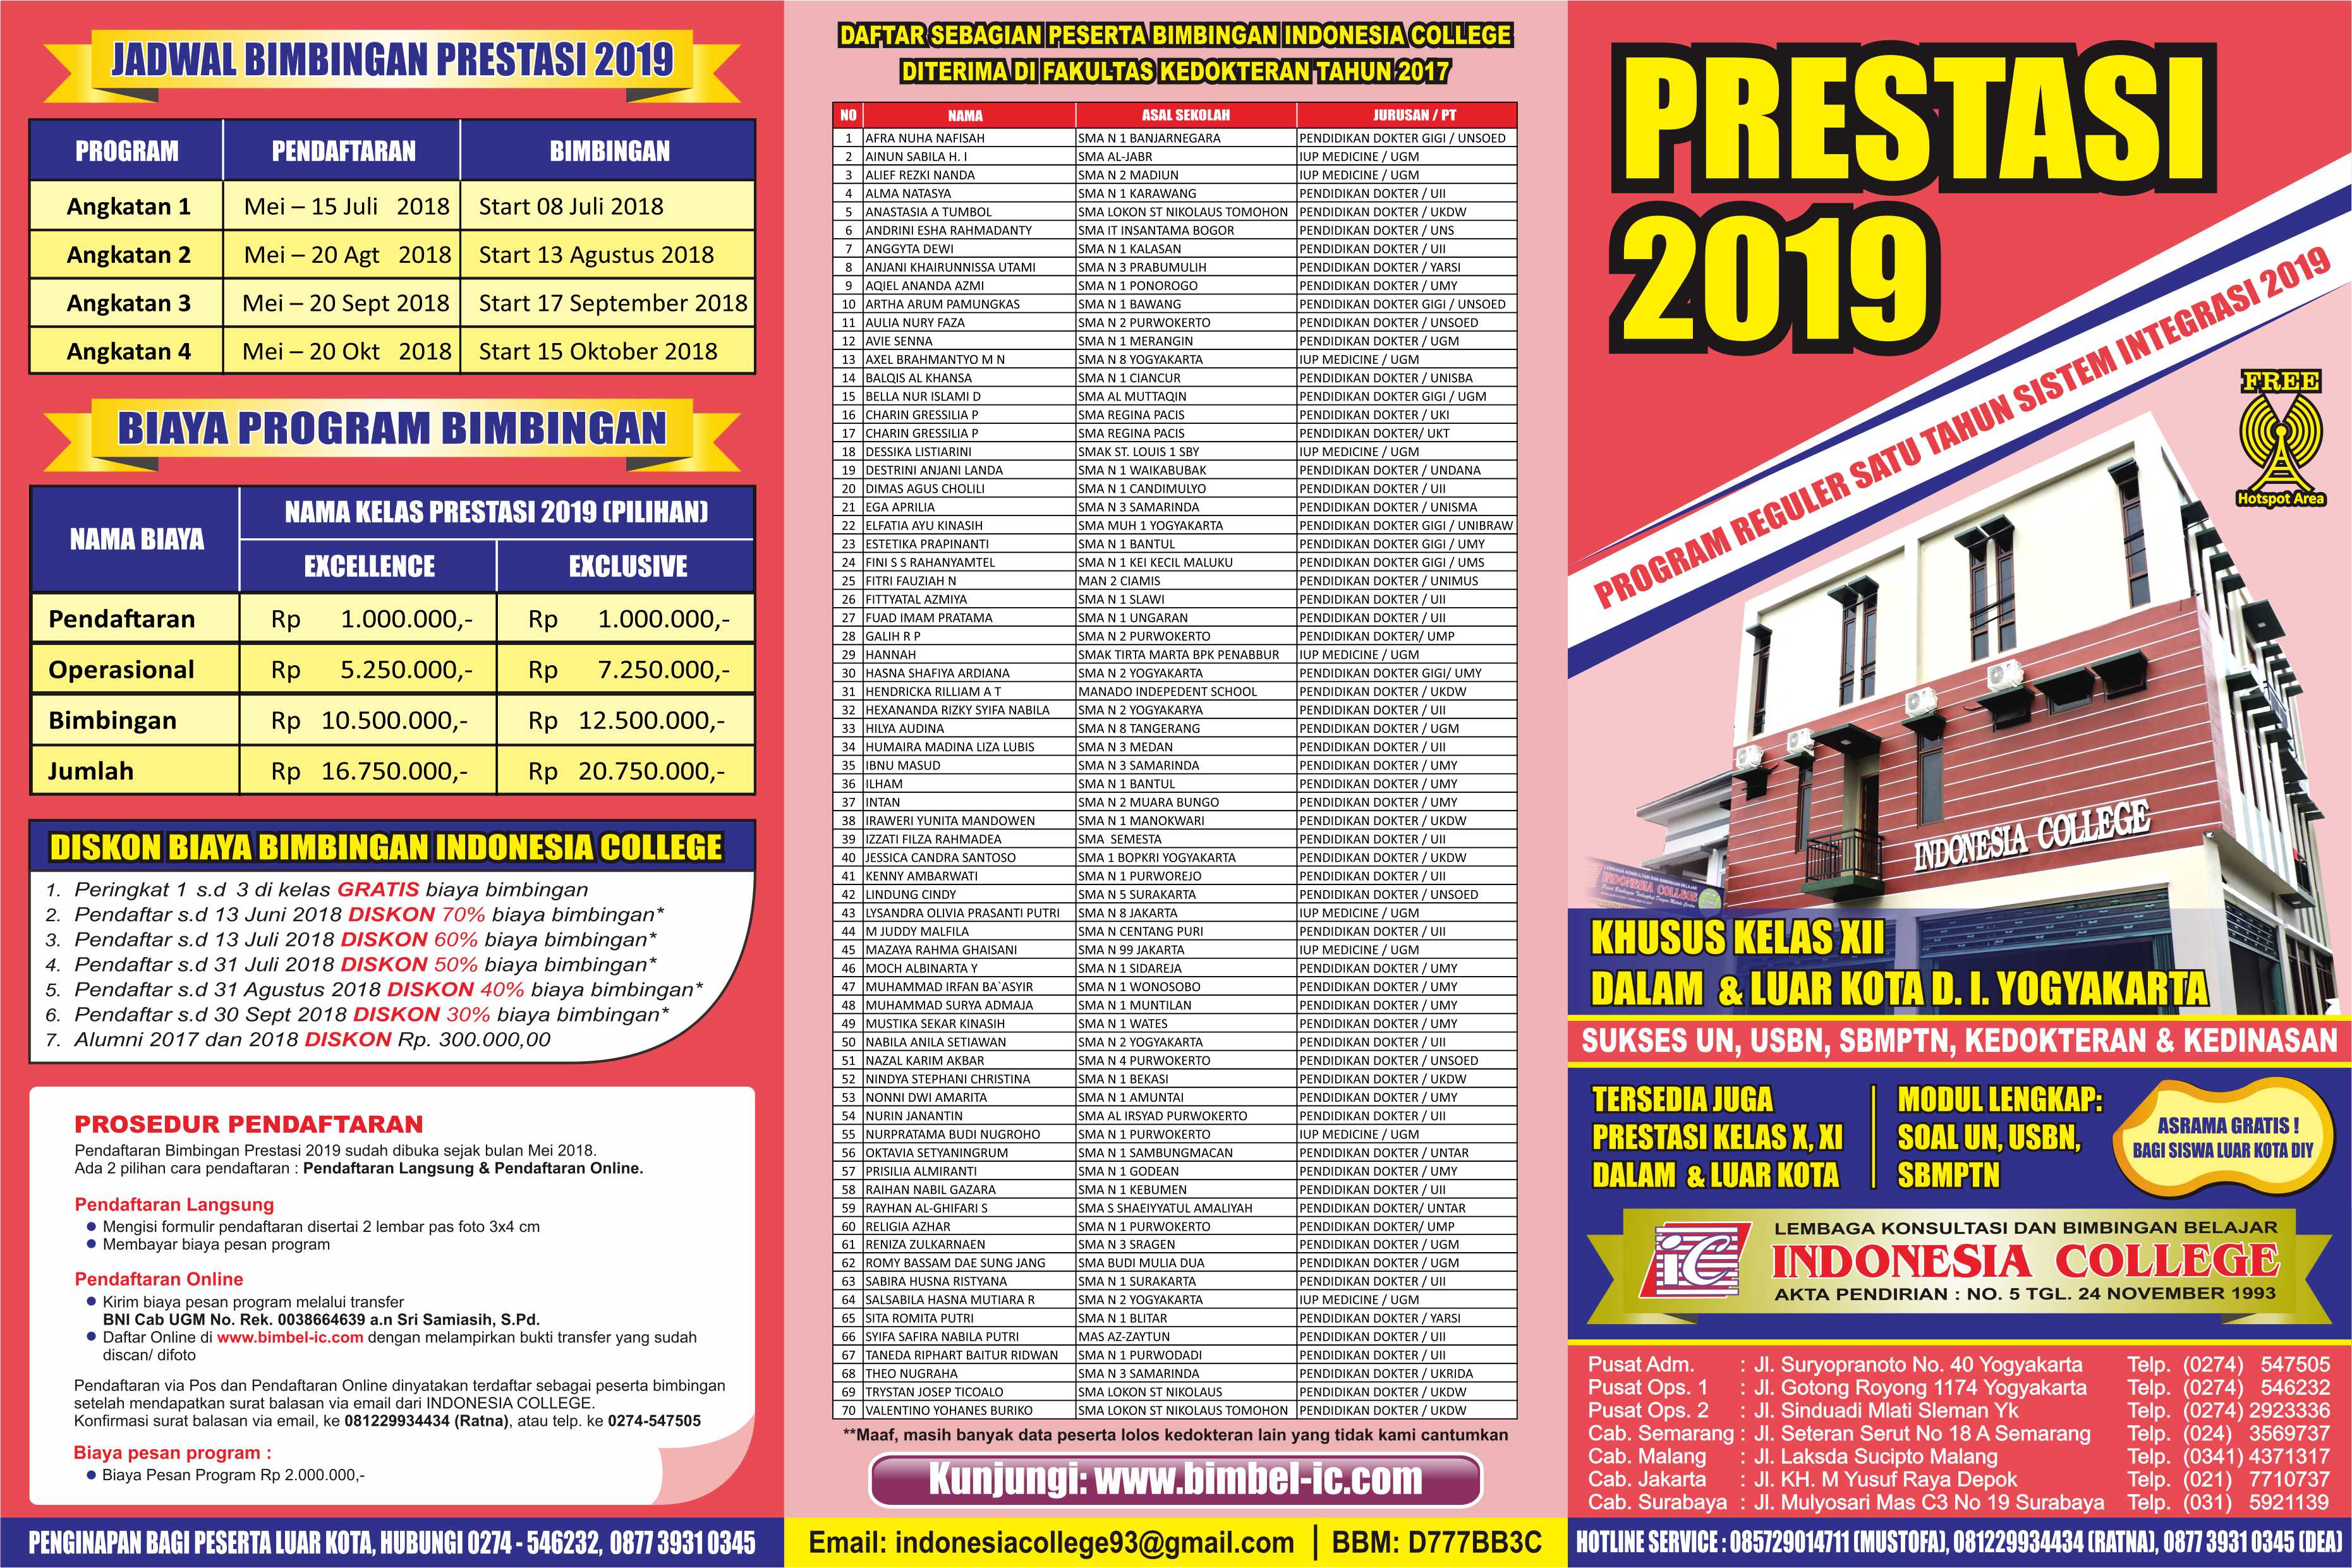 JADWAL BIMBINGAN PRESTASI 2019
PROGRAM PENDAFTARAN BIMBINGAN
Angkatan 1 Mei – 15 Juli 2018 Start 08 Juli 2018
Angkatan 2 Mei – 20 Agt 2018 Start 13 Agustus 2018
Angkatan 3 Mei – 20 Sept 2018 Start 17 September 2018
Angkatan 4 Mei – 20 Okt 2018 Start 15 Oktober 2018
BIAYA PROGRAM BIMBINGAN
NAMA BIAYA NAMA KELAS PRESTASI 2019 (PILIHAN)
EXCELLENCE EXCLUSIVE
Pendaftaran Rp 1.000.000,- Rp 1.000.000,-
Operasional Rp 5.250.000,- Rp 7.250.000,-
Bimbingan Rp 10.500.000,- Rp 12.500.000,-
Jumlah Rp 16.750.000,- Rp 20.750.000,-
DISKON BIAYA BIMBINGAN INDONESIA COLLEGE
1. Peringkat 1 s.d 3 di kelas GRATIS biaya bimbingan
2. Pendaftar s.d 13 Juni 2018 DISKON 70% biaya bimbingan*
3. Pendaftar s.d 13 Juli 2018 DISKON 60% biaya bimbingan*
4. Pendaftar s.d 31 Juli 2018 DISKON 50% biaya bimbingan*
5. Pendaftar s.d 31 Agustus 2018 DISKON 40% biaya bimbingan*
6. Pendaftar s.d 30 Sept 2018 DISKON 30% biaya bimbingan*
7. Alumni 2017 dan 2018 DISKON Rp. 300.000,00
PROSEDUR PENDAFTARAN
Pendaftaran Bimbingan Prestasi 2019 sudah dibuka sejak bulan Mei 2018.
Ada 2 pilihan cara pendaftaran : Pendaftaran Langsung & Pendaftaran Online.
Pendaftaran Langsung
● Mengisi formulir pendaftaran disertai 2 lembar pas foto 3x4 cm
● Membayar biaya pesan program
Pendaftaran Online
● Kirim biaya pesan program melalui transfer
BNI Cab UGM No. Rek. 0038664639 a.n Sri Samiasih, S.Pd.
● Daftar Online di www.bimbel-ic.com dengan melampirkan bukti transfer yang sudah
discan/ difoto
Pendaftaran via Pos dan Pendaftaran Online dinyatakan terdaftar sebagai peserta bimbingan
setelah mendapatkan surat balasan via email dari INDONESIA COLLEGE.
Konfirmasi surat balasan via email, ke 081229934434 (Ratna), atau telp. ke 0274-547505
Biaya pesan program :
● Biaya Pesan Program Rp 2.000.000,-
PENGINAPAN BAGI PESERTA LUAR KOTA, HUBUNGI 0274 - 546232, 0877 3931 0345
DAFTAR SEBAGIAN PESERTA BIMBINGAN INDONESIA COLLEGE
DITERIMA DI FAKULTAS KEDOKTERAN TAHUN 2017
NO NAMA ASAL SEKOLAH JURUSAN / PT
1 AFRA NUHA NAFISAH SMA N 1 BANJARNEGARA PENDIDIKAN DOKTER GIGI / UNSOED
2 AINUN SABILA H. I SMA AL-JABR IUP MEDICINE / UGM
3 ALIEF REZKI NANDA SMA N 2 MADIUN IUP MEDICINE / UGM
4 ALMA NATASYA SMA N 1 KARAWANG PENDIDIKAN DOKTER / UII
5 ANASTASIA A TUMBOL SMA LOKON ST NIKOLAUS TOMOHON PENDIDIKAN DOKTER / UKDW
6 ANDRINI ESHA RAHMADANTY SMA IT INSANTAMA BOGOR PENDIDIKAN DOKTER / UNS
7 ANGGYTA DEWI SMA N 1 KALASAN PENDIDIKAN DOKTER / UII
8 ANJANI KHAIRUNNISSA UTAMI SMA N 3 PRABUMULIH PENDIDIKAN DOKTER / YARSI
9 AQIEL ANANDA AZMI SMA N 1 PONOROGO PENDIDIKAN DOKTER / UMY
10 ARTHA ARUM PAMUNGKAS SMA N 1 BAWANG PENDIDIKAN DOKTER GIGI / UNSOED
11 AULIA NURY FAZA SMA N 2 PURWOKERTO PENDIDIKAN DOKTER / UNSOED
12 AVIE SENNA SMA N 1 MERANGIN PENDIDIKAN DOKTER / UGM
13 AXEL BRAHMANTYO M N SMA N 8 YOGYAKARTA IUP MEDICINE / UGM
14 BALQIS AL KHANSA SMA N 1 CIANCUR PENDIDIKAN DOKTER / UNISBA
15 BELLA NUR ISLAMI D SMA AL MUTTAQIN PENDIDIKAN DOKTER GIGI / UGM
16 CHARIN GRESSILIA P SMA REGINA PACIS PENDIDIKAN DOKTER / UKI
17 CHARIN GRESSILIA P SMA REGINA PACIS PENDIDIKAN DOKTER/ UKT
18 DESSIKA LISTIARINI SMAK ST. LOUIS 1 SBY IUP MEDICINE / UGM
19 DESTRINI ANJANI LANDA SMA N 1 WAIKABUBAK PENDIDIKAN DOKTER / UNDANA
20 DIMAS AGUS CHOLILI SMA N 1 CANDIMULYO PENDIDIKAN DOKTER / UII
21 EGA APRILIA SMA N 3 SAMARINDA PENDIDIKAN DOKTER / UNISMA
22 ELFATIA AYU KINASIH SMA MUH 1 YOGYAKARTA PENDIDIKAN DOKTER GIGI / UNIBRAW
23 ESTETIKA PRAPINANTI SMA N 1 BANTUL PENDIDIKAN DOKTER GIGI / UMY
24 FINI S S RAHANYAMTEL SMA N 1 KEI KECIL MALUKU PENDIDIKAN DOKTER GIGI / UMS
25 FITRI FAUZIAH N MAN 2 CIAMIS PENDIDIKAN DOKTER / UNIMUS
26 FITTYATAL AZMIYA SMA N 1 SLAWI PENDIDIKAN DOKTER / UII
27 FUAD IMAM PRATAMA SMA N 1 UNGARAN PENDIDIKAN DOKTER / UII
28 GALIH R P SMA N 2 PURWOKERTO PENDIDIKAN DOKTER/ UMP
29 HANNAH SMAK TIRTA MARTA BPK PENABBUR IUP MEDICINE / UGM
30 HASNA SHAFIYA ARDIANA SMA N 2 YOGYAKARTA PENDIDIKAN DOKTER GIGI/ UMY
31 HENDRICKA RILLIAM A T MANADO INDEPEDENT SCHOOL PENDIDIKAN DOKTER / UKDW
32 HEXANANDA RIZKY SYIFA NABILA SMA N 2 YOGYAKARYA PENDIDIKAN DOKTER / UII
33 HILYA AUDINA SMA N 8 TANGERANG PENDIDIKAN DOKTER / UGM
34 HUMAIRA MADINA LIZA LUBIS SMA N 3 MEDAN PENDIDIKAN DOKTER / UII
35 IBNU MASUD SMA N 3 SAMARINDA PENDIDIKAN DOKTER / UMY
36 ILHAM SMA N 1 BANTUL PENDIDIKAN DOKTER / UMY
37 INTAN SMA N 2 MUARA BUNGO PENDIDIKAN DOKTER / UMY
38 IRAWERI YUNITA MANDOWEN SMA N 1 MANOKWARI PENDIDIKAN DOKTER / UKDW
39 IZZATI FILZA RAHMADEA SMA SEMESTA PENDIDIKAN DOKTER / UII
40 JESSICA CANDRA SANTOSO SMA 1 BOPKRI YOGYAKARTA PENDIDIKAN DOKTER / UKDW
41 KENNY AMBARWATI SMA N 1 PURWOREJO PENDIDIKAN DOKTER / UII
42 LINDUNG CINDY SMA N 5 SURAKARTA PENDIDIKAN DOKTER / UNSOED
43 LYSANDRA OLIVIA PRASANTI PUTRI SMA N 8 JAKARTA IUP MEDICINE / UGM
44 M JUDDY MALFILA SMA N CENTANG PURI PENDIDIKAN DOKTER / UII
45 MAZAYA RAHMA GHAISANI SMA N 99 JAKARTA IUP MEDICINE / UGM
46 MOCH ALBINARTA Y SMA N 1 SIDAREJA PENDIDIKAN DOKTER / UMY
47 MUHAMMAD IRFAN BA`ASYIR SMA N 1 WONOSOBO PENDIDIKAN DOKTER / UMY
48 MUHAMMAD SURYA ADMAJA SMA N 1 MUNTILAN PENDIDIKAN DOKTER / UMY
49 MUSTIKA SEKAR KINASIH SMA N 1 WATES PENDIDIKAN DOKTER / UMY
50 NABILA ANILA SETIAWAN SMA N 2 YOGYAKARTA PENDIDIKAN DOKTER / UII
51 NAZAL KARIM AKBAR SMA N 4 PURWOKERTO PENDIDIKAN DOKTER / UNSOED
52 NINDYA STEPHANI CHRISTINA SMA N 1 BEKASI PENDIDIKAN DOKTER / UKDW
53 NONNI DWI AMARITA SMA N 1 AMUNTAI PENDIDIKAN DOKTER / UMY
54 NURIN JANANTIN SMA AL IRSYAD PURWOKERTO PENDIDIKAN DOKTER / UII
55 NURPRATAMA BUDI NUGROHO SMA N 1 PURWOKERTO IUP MEDICINE / UGM
56 OKTAVIA SETYANINGRUM SMA N 1 SAMBUNGMACAN PENDIDIKAN DOKTER / UNTAR
57 PRISILIA ALMIRANTI SMA N 1 GODEAN PENDIDIKAN DOKTER / UMY
58 RAIHAN NABIL GAZARA SMA N 1 KEBUMEN PENDIDIKAN DOKTER / UII
59 RAYHAN AL-GHIFARI S SMA S SHAEIYYATUL AMALIYAH PENDIDIKAN DOKTER/ UNTAR
60 RELIGIA AZHAR SMA N 1 PURWOKERTO PENDIDIKAN DOKTER/ UMP
61 RENIZA ZULKARNAEN SMA N 3 SRAGEN PENDIDIKAN DOKTER / UGM
62 ROMY BASSAM DAE SUNG JANG SMA BUDI MULIA DUA PENDIDIKAN DOKTER / UGM
63 SABIRA HUSNA RISTYANA SMA N 1 SURAKARTA PENDIDIKAN DOKTER / UII
64 SALSABILA HASNA MUTIARA R SMA N 2 YOGYAKARTA IUP MEDICINE / UGM
65 SITA ROMITA PUTRI SMA N 1 BLITAR PENDIDIKAN DOKTER / YARSI
66 SYIFA SAFIRA NABILA PUTRI MAS AZ-ZAYTUN PENDIDIKAN DOKTER / UII
67 TANEDA RIPHART BAITUR RIDWAN SMA N 1 PURWODADI PENDIDIKAN DOKTER / UII
68 THEO NUGRAHA SMA N 3 SAMARINDA PENDIDIKAN DOKTER / UKRIDA
69 TRYSTAN JOSEP TICOALO SMA LOKON ST NIKOLAUS PENDIDIKAN DOKTER / UKDW
70 VALENTINO YOHANES BURIKO SMA LOKON ST NIKOLAUS TOMOHON PENDIDIKAN DOKTER / UKDW
**Maaf, masih banyak data peserta lolos kedokteran lain yang tidak kami cantumkan
Kunjungi: www.bimbel-ic.com
Email: indonesiacollege93@gmail.com | BBM: D777BB3C
PRESTASI
2019
PROGRAM REGULER SATU TAHUN SISTEM INTEGRASI 2019
FREE
Hotspot Area
INDONESIA COLLEGE
INDONESIA COLLEGE
KHUSUS KELAS XII
DALAM & LUAR KOTA D. I. YOGYAKARTA
SUKSES UN, USBN, SBMPTN, KEDOKTERAN & KEDINASAN
TERSEDIA JUGA
PRESTASI KELAS X, XI
DALAM & LUAR KOTA
MODUL LENGKAP:
SOAL UN, USBN,
SBMPTN
ASRAMA GRATIS !
BAGI SISWA LUAR KOTA DIY
iC
LEMBAGA KONSULTASI DAN BIMBINGAN BELAJAR
INDONESIA COLLEGE
AKTA PENDIRIAN : NO. 5 TGL. 24 NOVEMBER 1993
Pusat Adm. : Jl. Suryopranoto No. 40 Yogyakarta Telp. (0274) 547505
Pusat Ops. 1 : Jl. Gotong Royong 1174 Yogyakarta Telp. (0274) 546232
Pusat Ops. 2 : Jl. Sinduadi Mlati Sleman Yk Telp. (0274) 2923336
Cab. Semarang : Jl. Seteran Serut No 18 A Semarang Telp. (024) 3569737
Cab. Malang : Jl. Laksda Sucipto Malang Telp. (0341) 4371317
Cab. Jakarta : Jl. KH. M Yusuf Raya Depok Telp. (021) 7710737
Cab. Surabaya : Jl. Mulyosari Mas C3 No 19 Surabaya Telp. (031) 5921139
HOTLINE SERVICE : 085729014711 (MUSTOFA), 081229934434 (RATNA), 0877 3931 0345 (DEA)